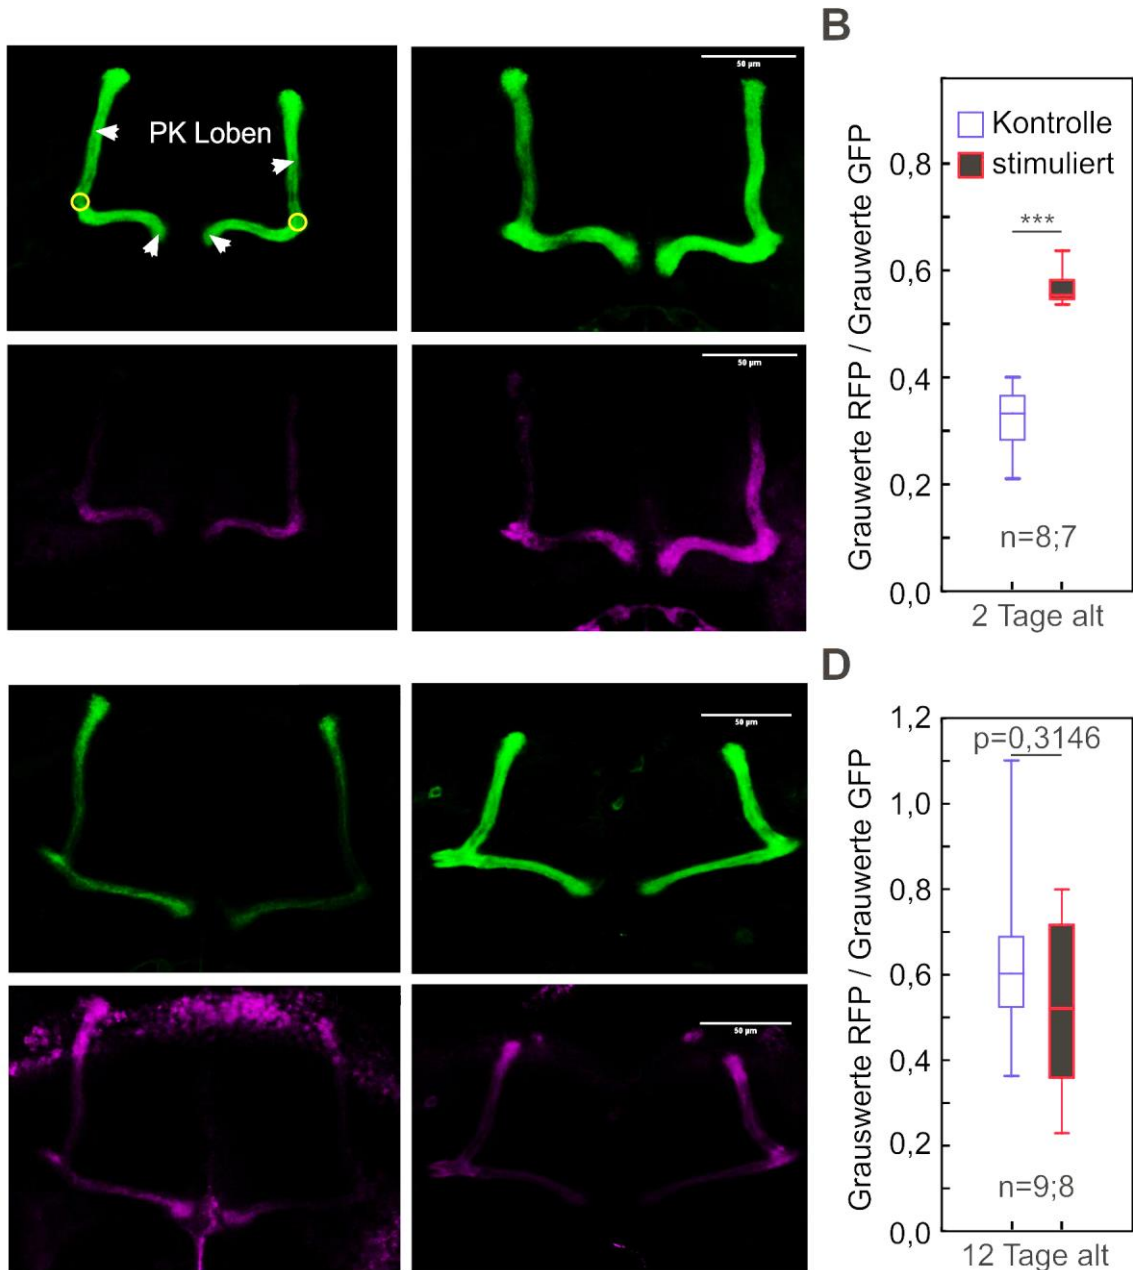 B
50 µm
PK Loben
50 µm
Grauwerte RFP / Grauwerte GFP
Kontrolle
stimuliert
0,8
***
0,6
0,4
0,2
n=8;7
0,0
2 Tage alt
D
50 µm
50 µm
Grauswerte RFP / Grauwerte GFP
1,2
p=0,3146
1,0
0,8
0,6
0,4
0,2
n=9;8
0,0
12 Tage alt